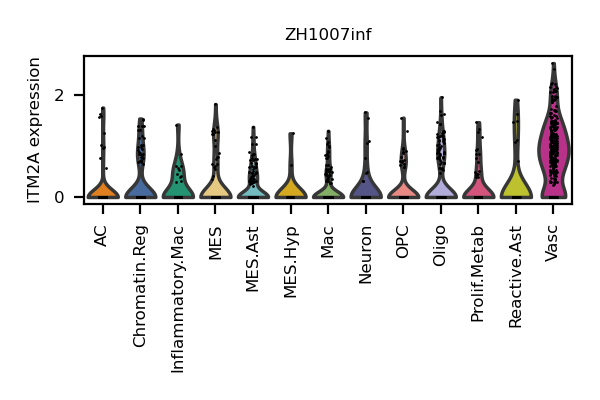 ZH1007inf
ITM2A expression
2
0
AC
Chromatin.Reg
Inflammatory.Mac
MES
MES.Ast
MES.Hyp
Mac
Neuron
OPC
Oligo
Prolif.Metab
Reactive.Ast
Vasc